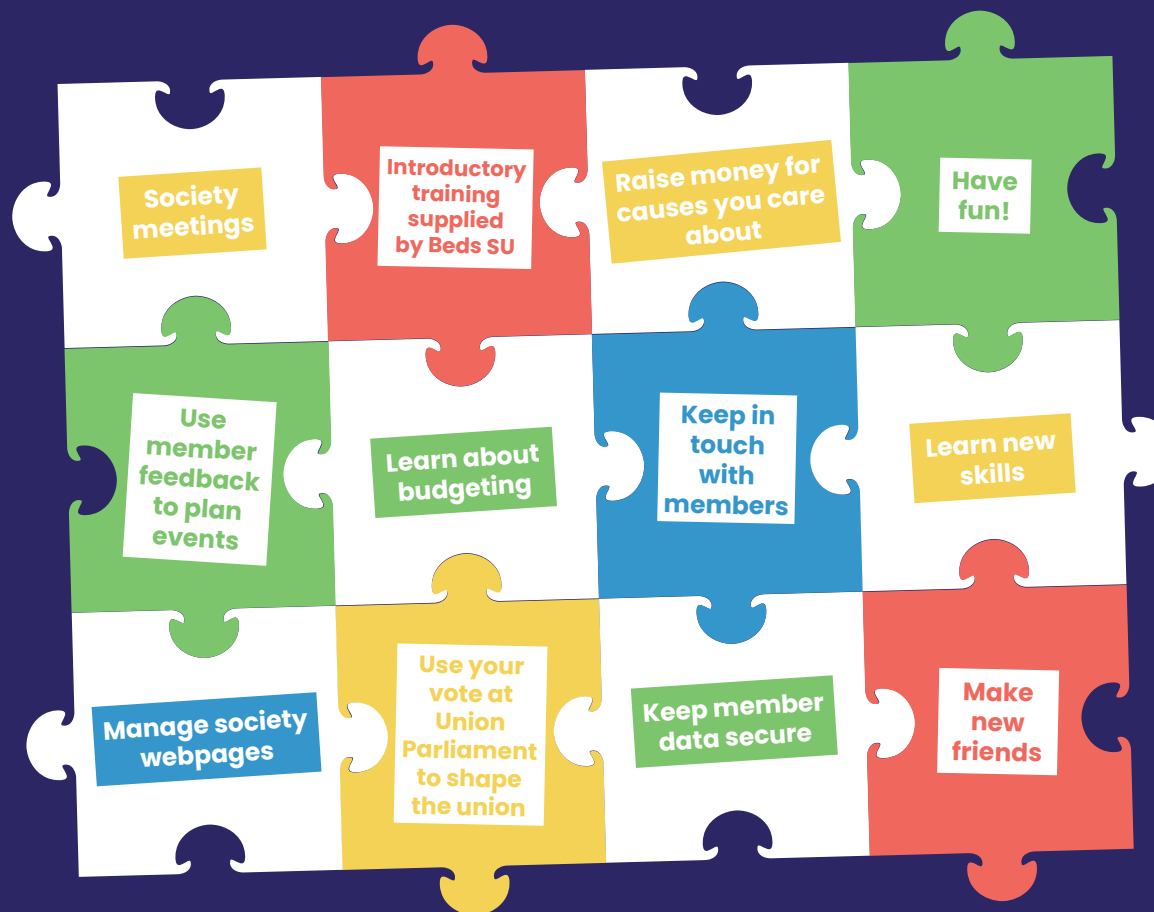 Society
meetings
Introductory
training
supplied
by Beds SU
Raise money for
causes you care
about
Have
fun!
Use
member
feedback
to plan
events
Learn about
budgeting
Keep in
touch
with
members
Learn new
skills
Manage society
webpages
Use your
vote at
Union
Parliament
to shape
the union
Keep member
data secure
Make
new
friends